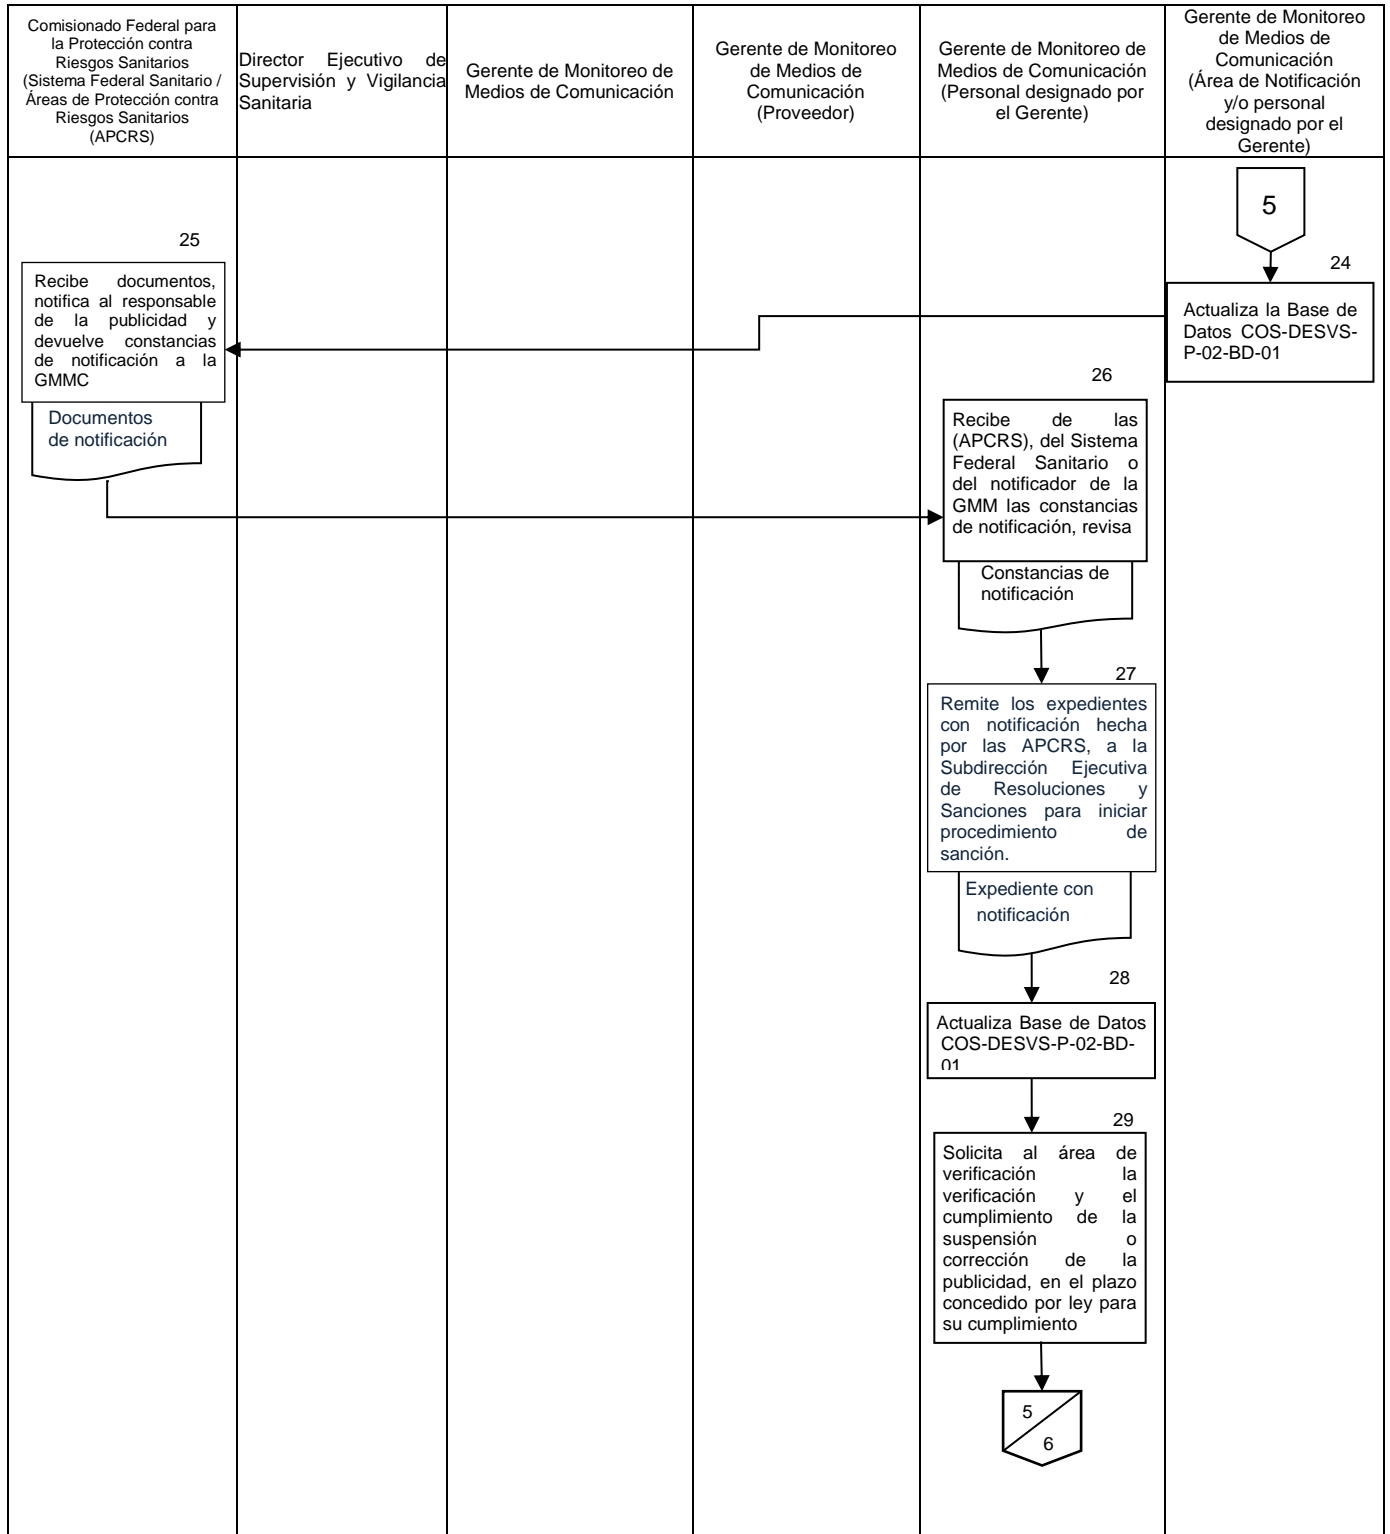 Comisionado Federal para
la Protección contra
Riesgos Sanitarios
(Sistema Federal Sanitario /
Áreas de Protección contra
Riesgos Sanitarios
(APCRS)
Director Ejecutivo de
Supervisión y Vigilancia
Sanitaria
Gerente de Monitoreo de
Medios de Comunicación
Gerente de Monitoreo
de Medios de
Comunicación
(Proveedor)
Gerente de Monitoreo de
Medios de Comunicación
(Personal designado por
el Gerente)
Gerente de Monitoreo
de Medios de
Comunicación
(Área de Notificación
y/o personal
designado por el
Gerente)
5
24
Actualiza la Base de
Datos COS-DESVS-
P-02-BD-01
25
Recibe documentos,
notifica al responsable
de la publicidad y
devuelve constancias
de notificación a la
GMMC
Documentos
de notificación
26
Recibe de las
(APCRS), del Sistema
Federal Sanitario o
del notificador de la
GMM las constancias
de notificación, revisa
Constancias de
notificación
27
Remite los expedientes
con notificación hecha
por las APCRS, a la
Subdirección Ejecutiva
de Resoluciones y
Sanciones para iniciar
procedimiento de
sanción.
Expediente con
notificación
28
Actualiza Base de Datos
COS-DESVS-P-02-BD-
01
29
Solicita al área de
verificación la
verificación y el
cumplimiento de la
suspensión o
corrección de la
publicidad, en el plazo
concedido por ley para
su cumplimiento
5
6